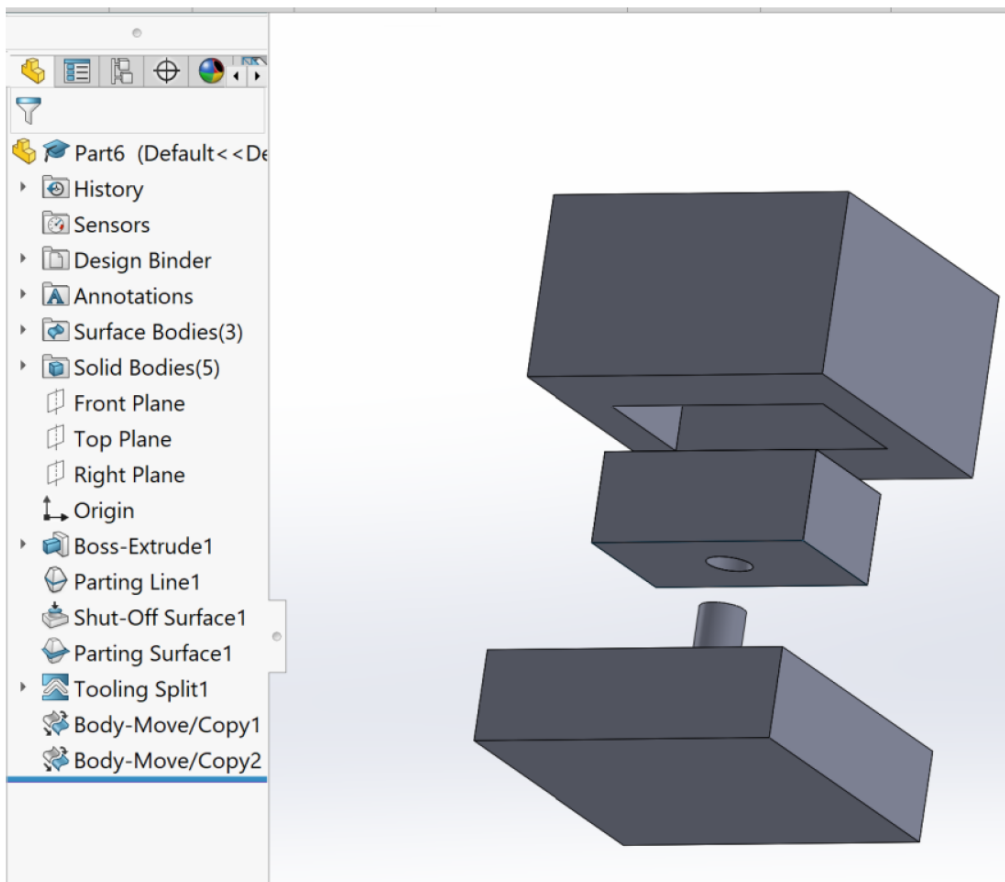 Part6 (Default<<De
History
Sensors
Design Binder
Annotations
Surface Bodies(3)
Solid Bodies(5)
Front Plane
Top Plane
Right Plane
Origin
Boss-Extrude1
Parting Line1
Shut-Off Surface1
Parting Surface1
Tooling Split1
Body-Move/Copy1
Body-Move/Copy2